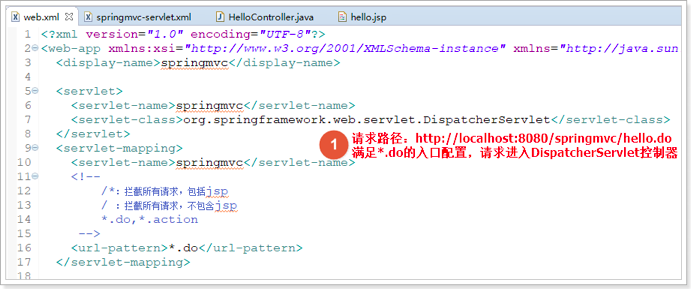 web.xml
springmvc-servlet.xml
HelloController.java
hello.jsp
1 <?xml version="1.0" encoding="UTF-8"?>
2 <web-app xmlns:xsi="http://www.w3.org/2001/XMLSchema-instance" xmlns="http://java.sun
3 <display-name>springmvc</display-name>
4
5 <servlet>
6 <servlet-name>springmvc</servlet-name>
7 <servlet-class>org.springframework.web.servlet.DispatcherServlet</servlet-class>
8 </servlet>
1 请求路径：http://localhost:8080/springmvc/hello.do
满足*.do的入口配置，请求进入DispatcherServlet控制器
9 <servlet-mapping>
10 <servlet-name>springmvc</servlet-name>
11 <!--
12 /*：拦截所有请求，包括jsp
13 / ：拦截所有请求，不包含jsp
14 *.do,*.action
15 -->
16 <url-pattern>*.do</url-pattern>
17 </servlet-mapping>
18